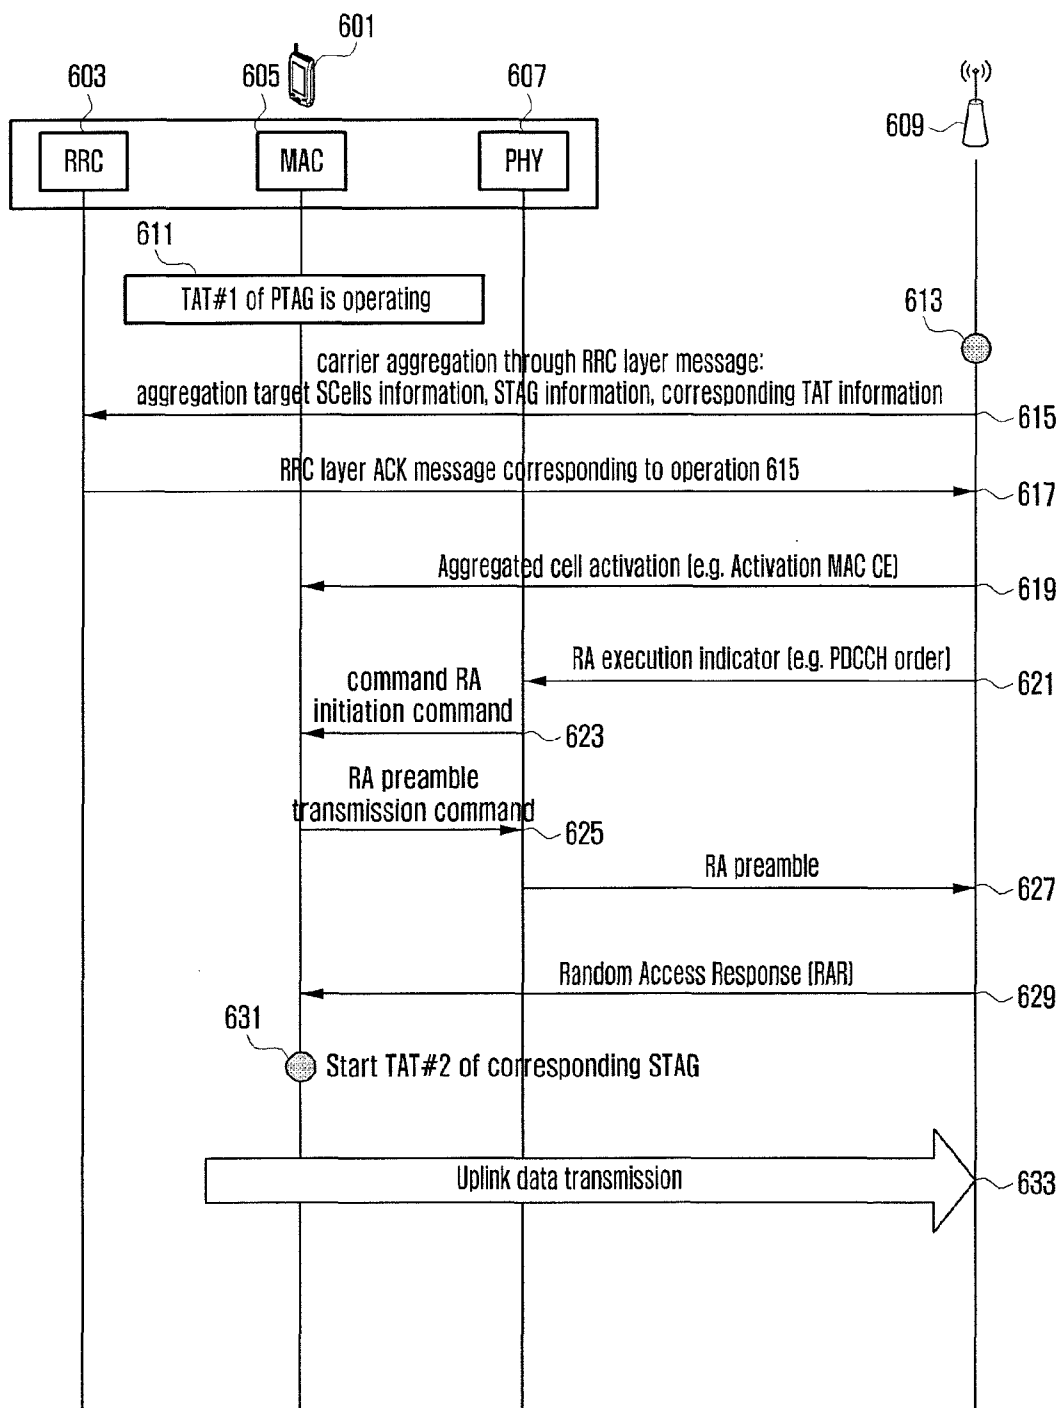 601
603
605
607
609
RRC
MAC
PHY
611
TAT#1 of PTAG is operating
613
carrier aggregation through RRC layer message:
aggregation target SCells information, STAG information, corresponding TAT information
615
RRC layer ACK message corresponding to operation 615
617
Aggregated cell activation (e.g. Activation MAC CE)
619
RA execution indicator (e.g. PDCCH order)
621
command RA
initiation command
623
RA preamble
transmission command
625
RA preamble
627
Random Access Response (RAR)
629
631
Start TAT#2 of corresponding STAG
Uplink data transmission
633